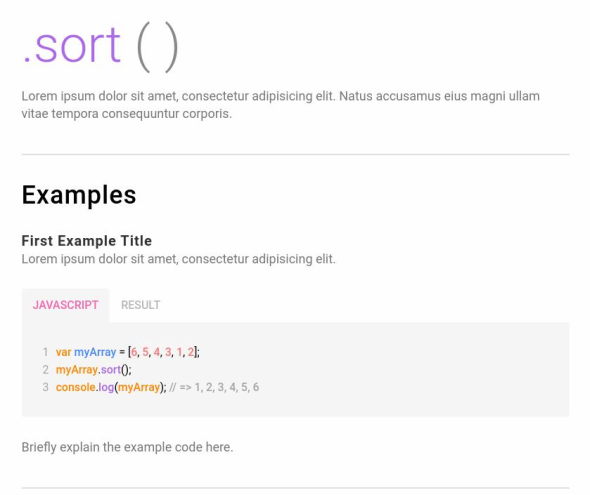 .sort ( )
Lorem ipsum dolor sit amet, consectetur adipisicing elit. Natus accusamus eius magni ullam
vitae tempora consequuntur corporis.
Examples
First Example Title
Lorem ipsum dolor sit amet, consectetur adipisicing elit.
JAVASCRIPT RESULT
1 var myArray = [6, 5, 4, 3, 1, 2];
2 myArray.sort();
3 console.log(myArray); // => 1, 2, 3, 4, 5, 6
Briefly explain the example code here.